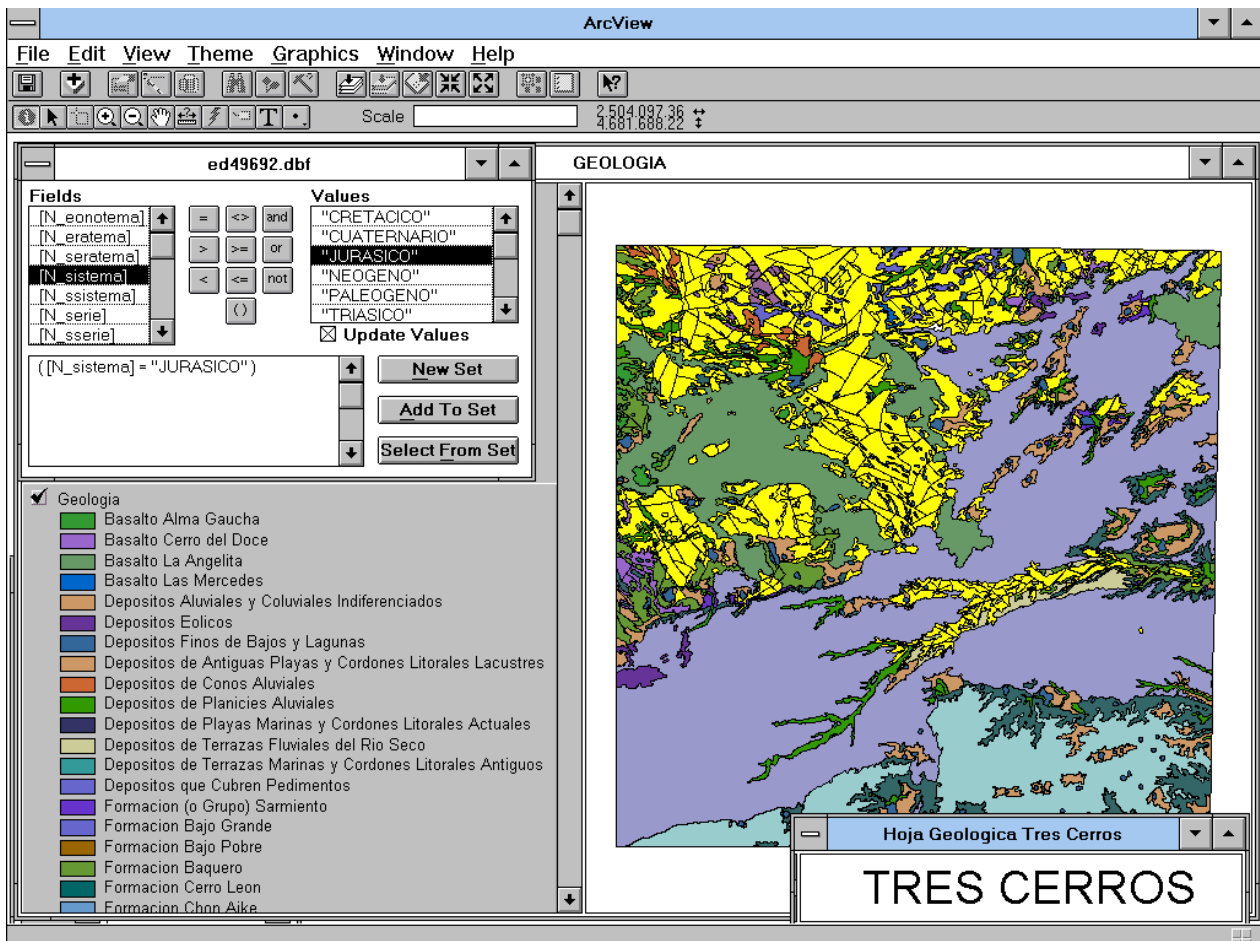 ArcView
File Edit View Theme Graphics Window Help
Scale
2,504,097.36
4,681,688.22
ed49692.dbf
GEOLOGIA
Fields
Values
[N_eonotema]
[N_eratema]
[N_seratema]
[N_sistema]
[N_ssistema]
[N_serie]
[N_sserie]
= <> and
> >= or
< <= not
()
"CRETACICO"
"CUATERNARIO"
"JURASICO"
"NEOGENO"
"PALEOGENO"
"TRIASICO"
Update Values
([N_sistema] = "JURASICO")
New Set
Add To Set
Select From Set
Geologia
Basalto Alma Gaucha
Basalto Cerro del Doce
Basalto La Angelita
Basalto Las Mercedes
Depositos Aluviales y Coluviales Indiferenciados
Depositos Eolicos
Depositos Finos de Bajos y Lagunas
Depositos de Antiguas Playas y Cordones Litorales Lacustres
Depositos de Conos Aluviales
Depositos de Planicies Aluviales
Depositos de Playas Marinas y Cordones Litorales Actuales
Depositos de Terrazas Fluviales del Rio Seco
Depositos de Terrazas Marinas y Cordones Litorales Antiguos
Depositos que Cubren Pedimentos
Formacion (o Grupo) Sarmiento
Formacion Bajo Grande
Formacion Bajo Pobre
Formacion Baquero
Formacion Cerro Leon
Formacion Chon Aike
Hoja Geologica Tres Cerros
TRES CERROS